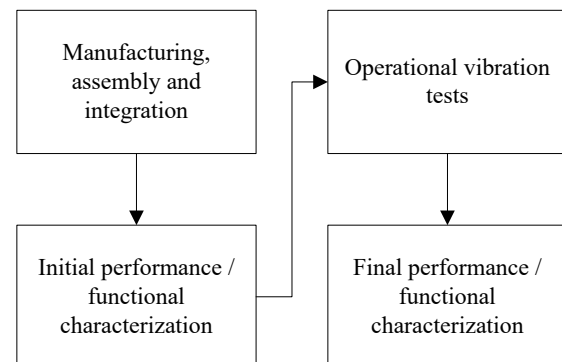 Manufacturing,
assembly and
integration
Initial performance /
functional
characterization
Operational vibration
tests
Final performance /
functional
characterization